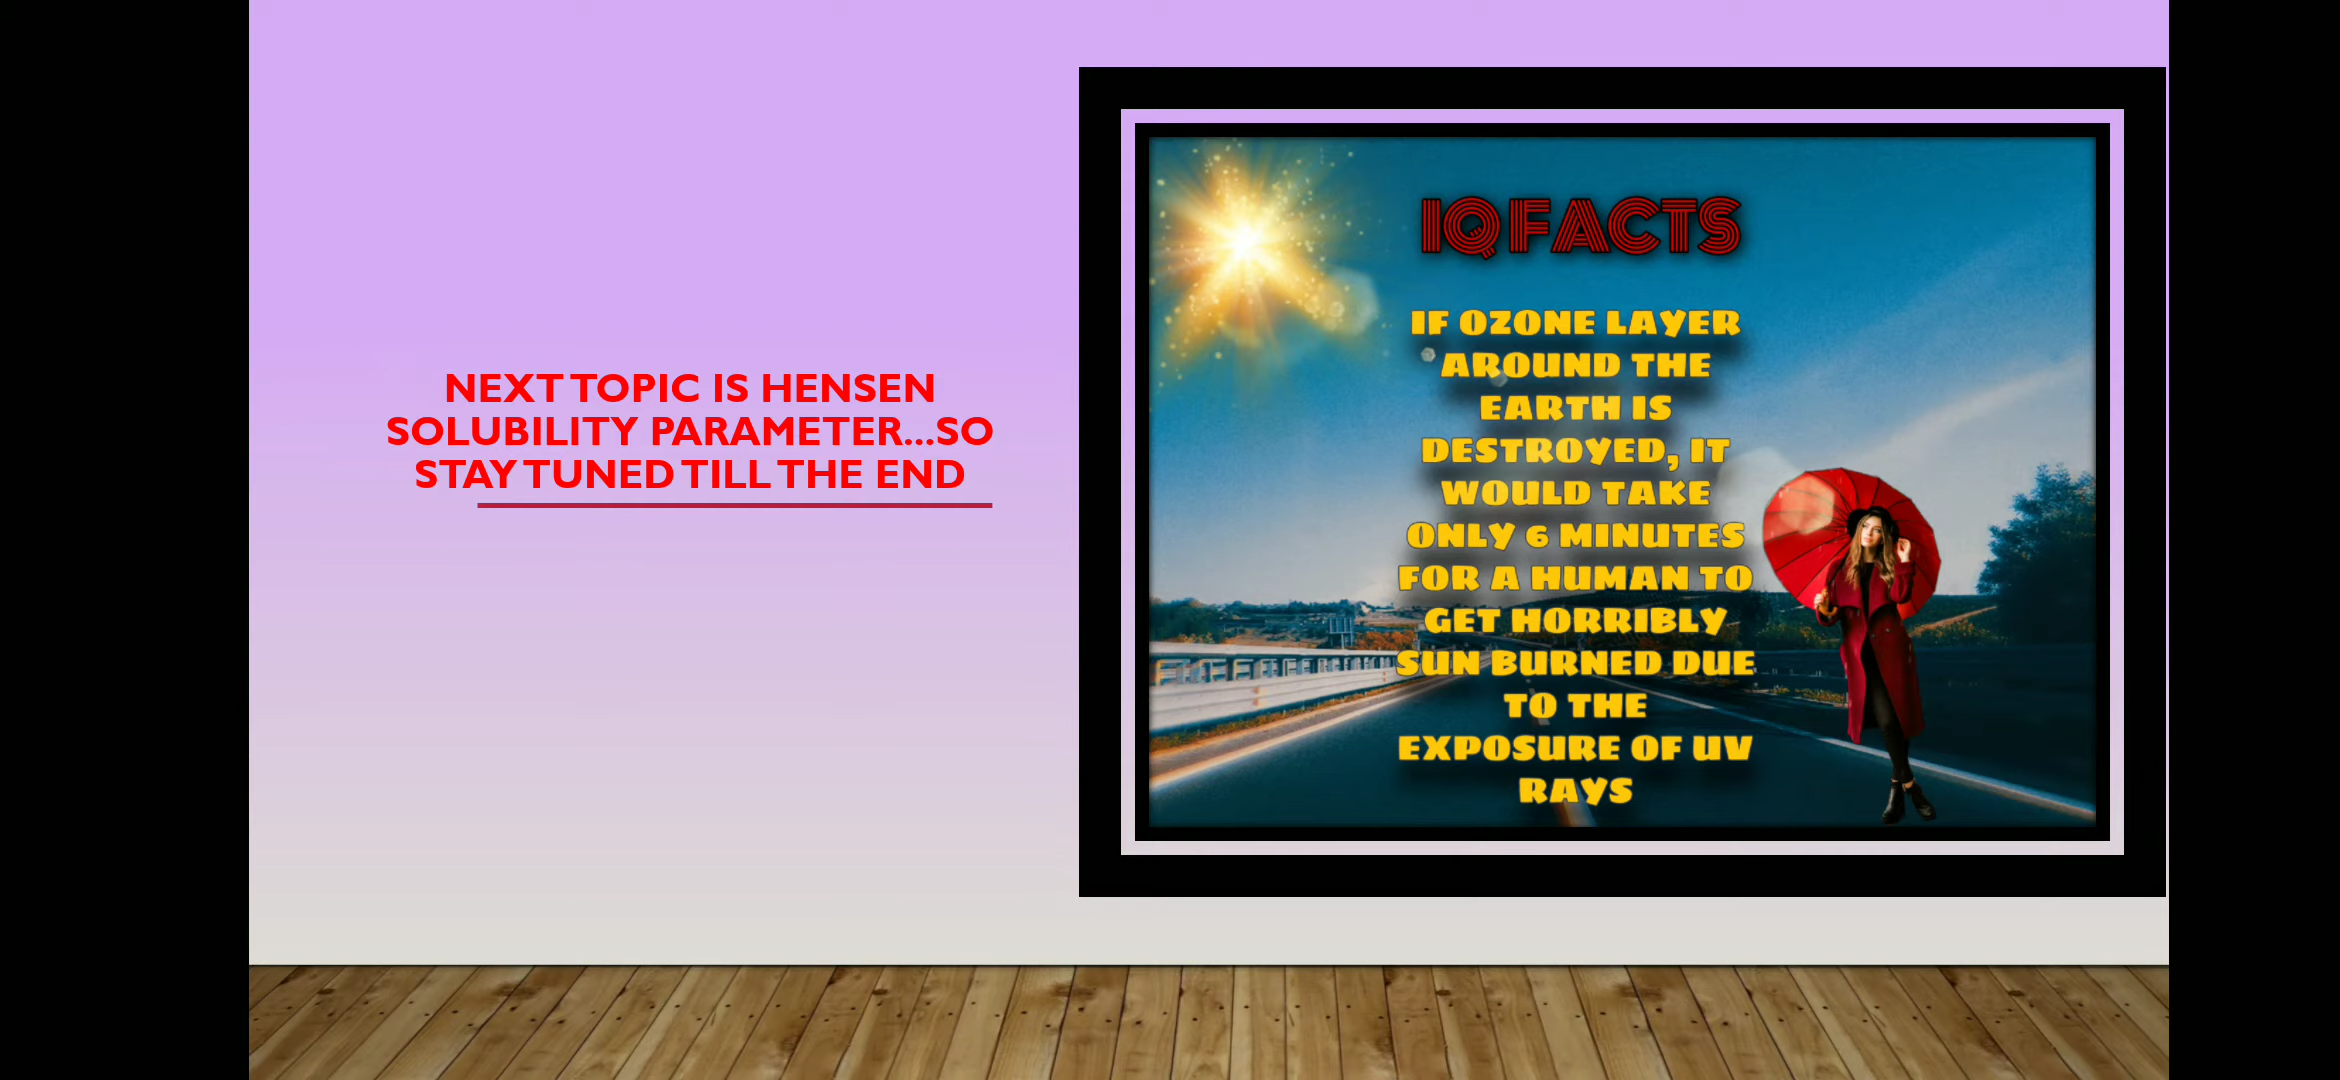 NEXT TOPIC IS HENSEN
SOLUBILITY PARAMETER...SO
STAY TUNED TILL THE END
IQ FACTS
IF OZONE LAYER
AROUND THE
EARTH IS
DESTROYED, IT
WOULD TAKE
ONLY 6 MINUTES
FOR A HUMAN TO
GET HORRIBLY
SUN BURNED DUE
TO THE
EXPOSURE OF UV
RAYS